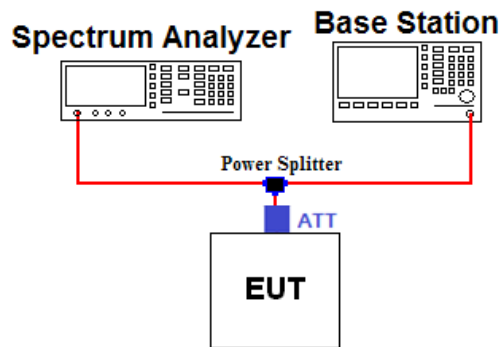 Spectrum Analyzer
Base Station
Power Splitter
ATT
EUT